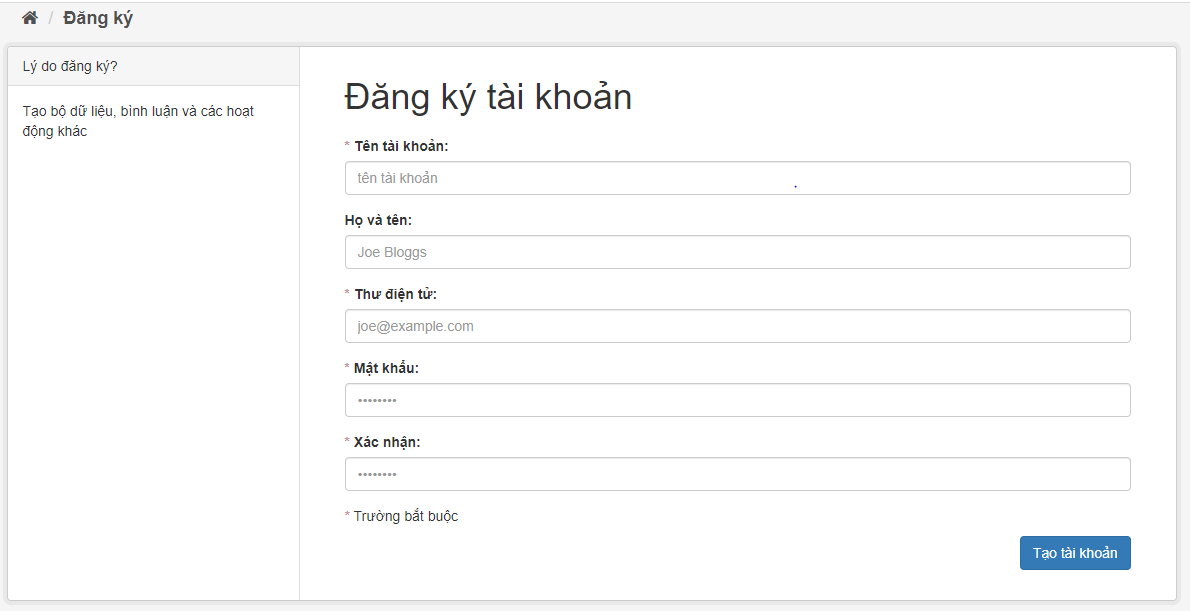 / Đăng ký
Lý do đăng ký?
Tạo bộ dữ liệu, bình luận và các hoạt
động khác
Đăng ký tài khoản
* Tên tài khoản:
tên tài khoản
Họ và tên:
Joe Bloggs
* Thư điện tử:
joe@example.com
* Mật khẩu:
••••••••
* Xác nhận:
••••••••
* Trường bắt buộc
Tạo tài khoản